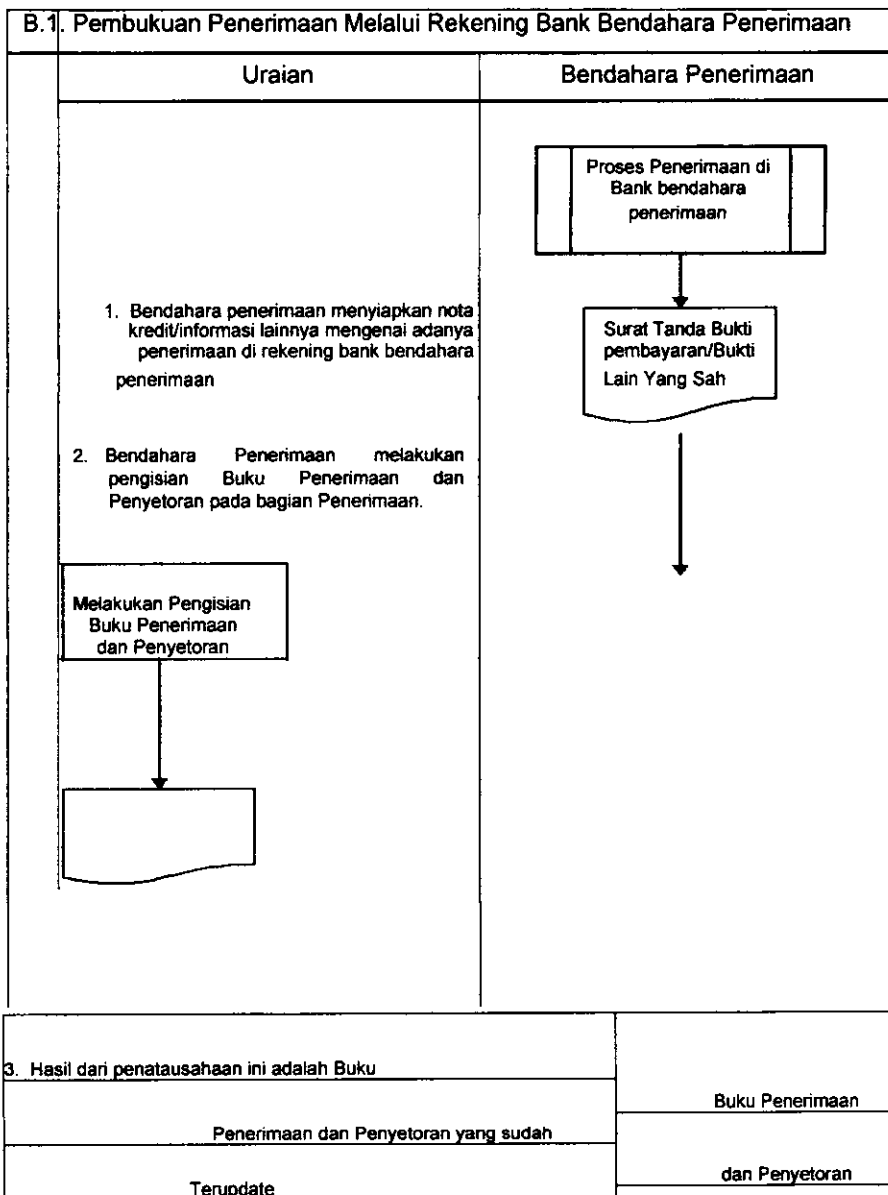 B.1. Pembukuan Penerimaan Melalui Rekening Bank Bendahara Penerimaan
Uraian
Bendahara Penerimaan
Proses Penerimaan di
Bank bendahara
penerimaan
1. Bendahara penerimaan menyiapkan nota
kredit/informasi lainnya mengenai adanya
penerimaan di rekening bank bendahara
penerimaan
Surat Tanda Bukti
pembayaran/Bukti
Lain Yang Sah
2. Bendahara Penerimaan melakukan
pengisian Buku Penerimaan dan
Penyetoran pada bagian Penerimaan.
Melakukan Pengisian
Buku Penerimaan
dan Penyetoran
3. Hasil dari penatausahaan ini adalah Buku
Penerimaan dan Penyetoran yang sudah
Terupdate
Buku Penerimaan
dan Penyetoran